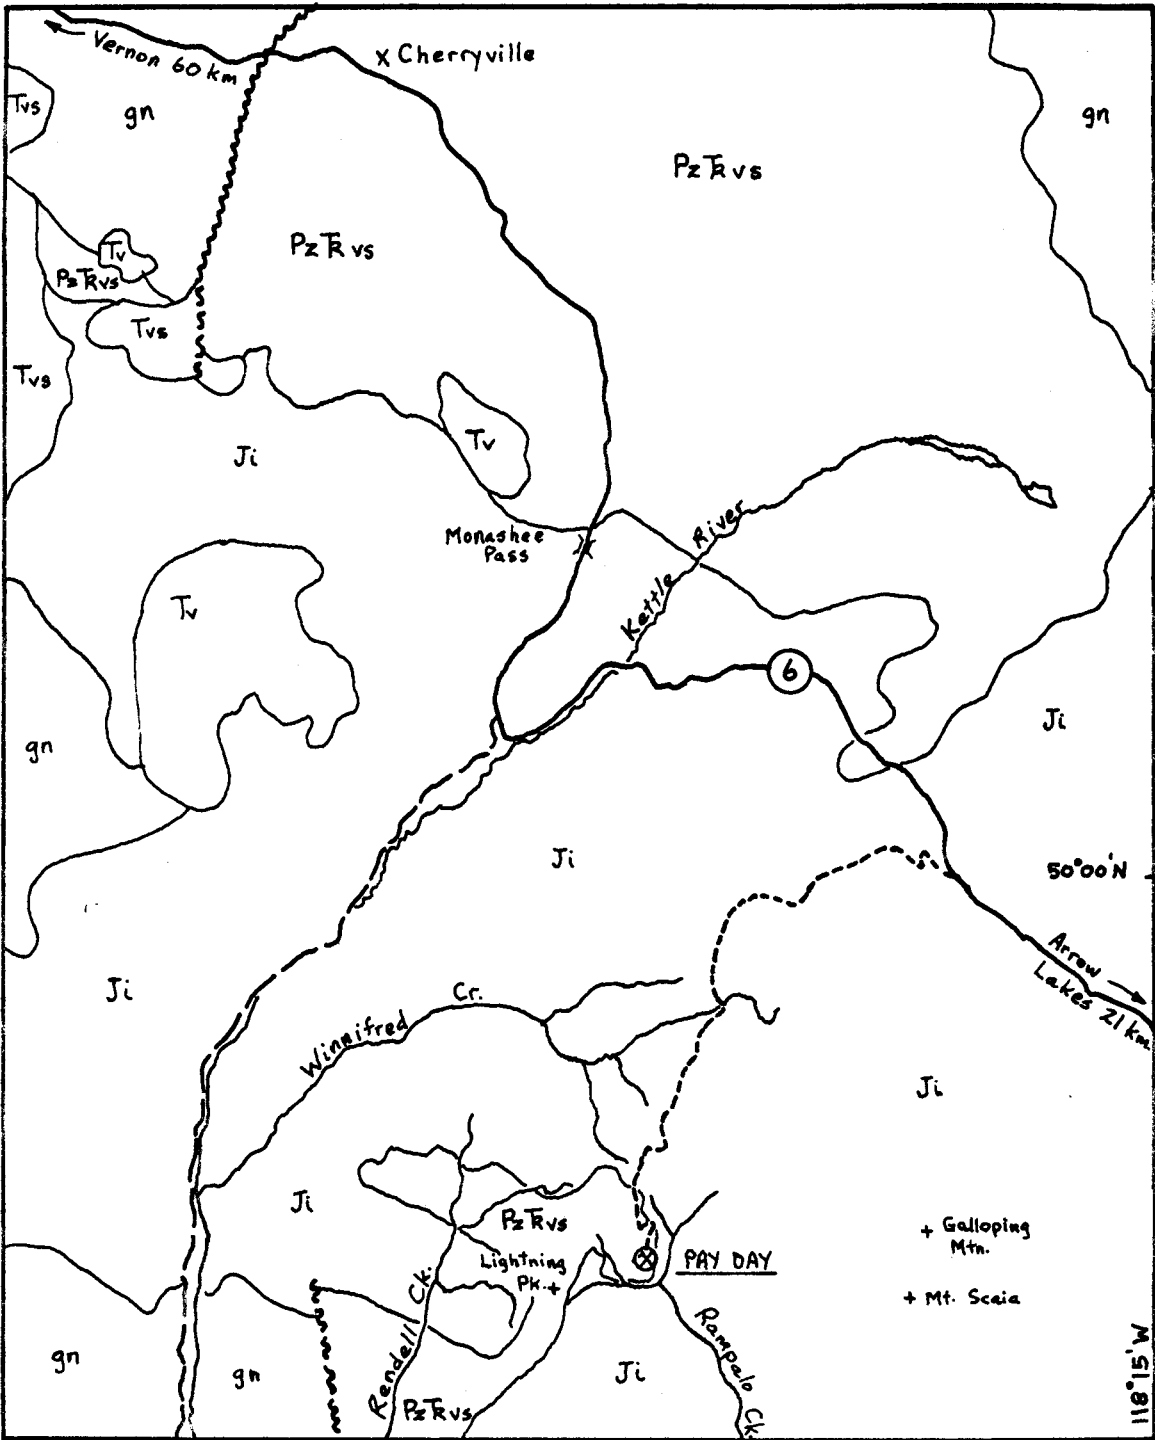 Vernon 60 km
x Cherryville
Tvs
gn
gn
PzTRvs
PzTRvs
Tv
PzTRvs
Tvs
Tvs
Tv
Ji
Monashee
Pass
Kettle River
Tv
6
gn
Ji
Ji
50°00'N
Arrow
Lakes 21 km
Ji
Winnifred Cr.
Ji
Ji
PzTRvs
Lightning
Pk. +
PAY DAY
+ Galloping
Mtn.
+ Mt. Scaia
Rendell Ck.
Rampalo Ck.
gn
gn
PzTRvs
Ji
118°15'W